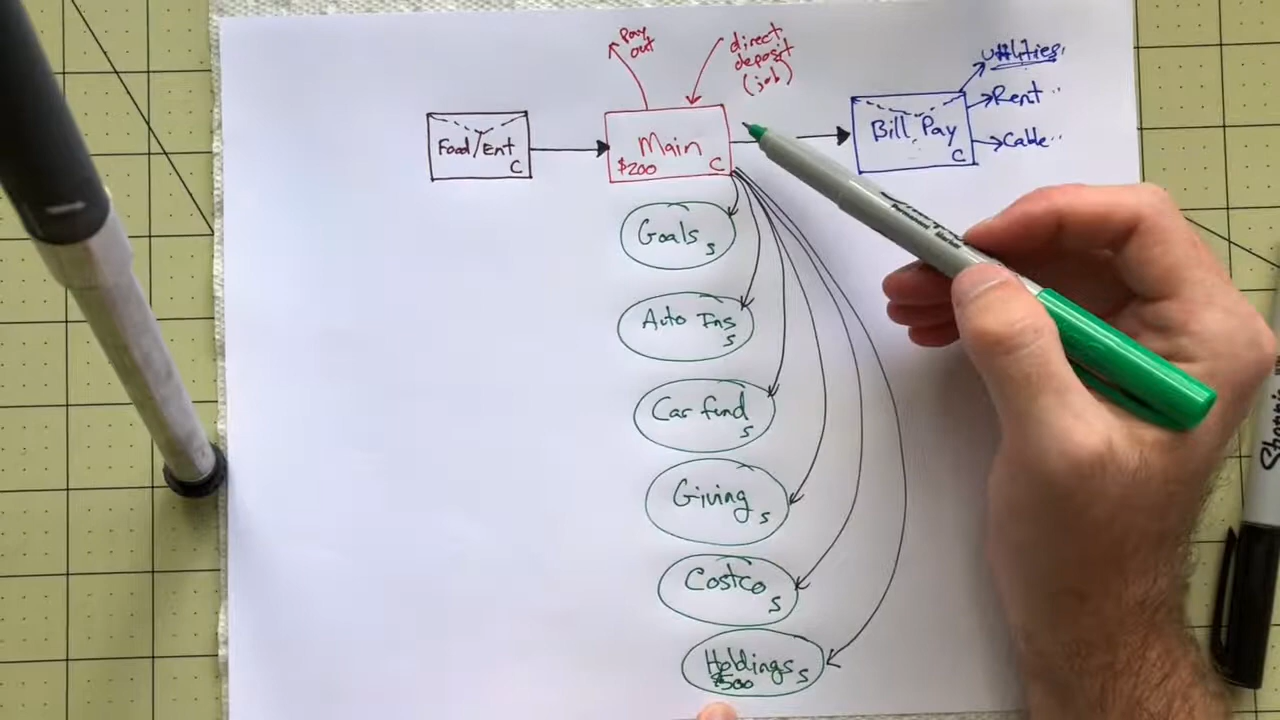 Pay
out
direct
deposit
(job)
utilities.
Rent..
Cable..
Food/Ent
C
Main
$200 C
Bill Pay
C
Goals
S
Auto Ins
S
Car fund
S
Giving
S
Costco
S
Holdings
$500 S
Sharpie